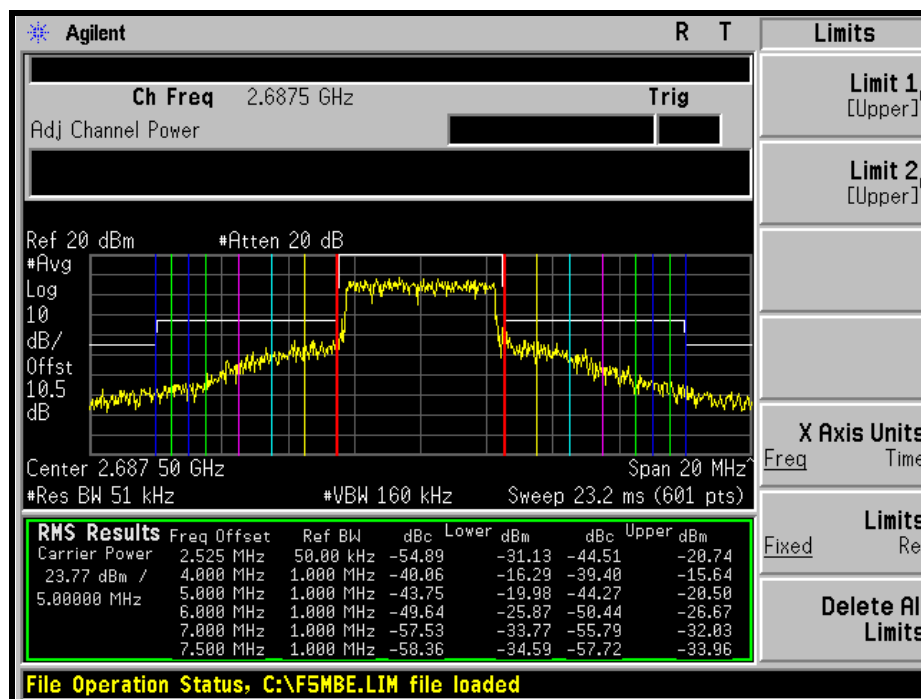 Agilent R T Limits
Ch Freq 2.6875 GHz Trig
Adj Channel Power
Limit 1
[Upper]
Limit 2
[Upper]
Ref 20 dBm #Atten 20 dB
#Avg
Log
10
dB/
Offst
10.5
dB
Center 2.687 50 GHz Span 20 MHz^
#Res BW 51 kHz #VBW 160 kHz Sweep 23.2 ms (601 pts)
X Axis Units
Freq Time
Limits
Fixed Re
Delete Al
Limits
RMS Results Freq Offset Ref BW dBc Lower dBm dBc Upper dBm
Carrier Power 2.525 MHz 50.00 kHz -54.89 -31.13 -44.51 -20.74
23.77 dBm / 4.000 MHz 1.000 MHz -40.06 -16.29 -39.40 -15.64
5.00000 MHz 5.000 MHz 1.000 MHz -43.75 -19.98 -44.27 -20.50
6.000 MHz 1.000 MHz -49.64 -25.87 -50.44 -26.67
7.000 MHz 1.000 MHz -57.53 -33.77 -55.79 -32.03
7.500 MHz 1.000 MHz -58.36 -34.59 -57.72 -33.96
File Operation Status, C:\F5MBE.LIM file loaded